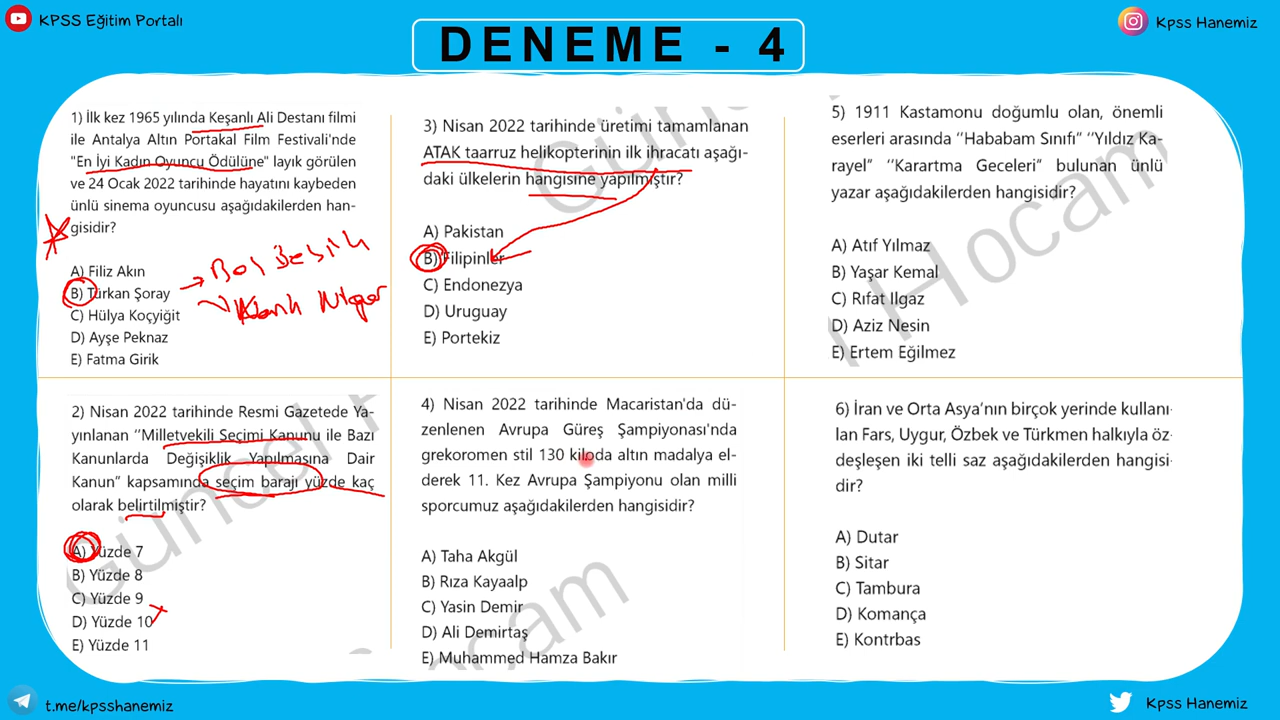 KPSS Eğitim Portalı
DENEME - 4
Kpss Hanemiz
1) İlk kez 1965 yılında Keşanlı Ali Destanı filmi
ile Antalya Altın Portakal Film Festivali'nde
"En İyi Kadın Oyuncu Ödülüne" layık görülen
ve 24 Ocak 2022 tarihinde hayatını kaybeden
ünlü sinema oyuncusu aşağıdakilerden han-
gisidir?
A) Filiz Akın
B) Türkan Şoray
C) Hülya Koçyiğit
D) Ayşe Peknaz
E) Fatma Girik
2) Nisan 2022 tarihinde Resmi Gazetede Ya-
yınlanan ''Milletvekili Seçimi Kanunu ile Bazı
Kanunlarda Değişiklik Yapılmasına Dair
Kanun" kapsamında seçim barajı yüzde kaç
olarak belirtilmiştir?
A) Yüzde 7
B) Yüzde 8
C) Yüzde 9
D) Yüzde 10
E) Yüzde 11
3) Nisan 2022 tarihinde üretimi tamamlanan
ATAK taarruz helikopterinin ilk ihracatı aşağı-
daki ülkelerin hangisine yapılmıştır?
A) Pakistan
B) Filipinler
C) Endonezya
D) Uruguay
E) Portekiz
4) Nisan 2022 tarihinde Macaristan'da dü-
zenlenen Avrupa Güreş Şampiyonası'nda
grekoromen stil 130 kiloda altın madalya el-
derek 11. Kez Avrupa Şampiyonu olan milli
sporcumuz aşağıdakilerden hangisidir?
A) Taha Akgül
B) Rıza Kayaalp
C) Yasin Demir
D) Ali Demirtaş
E) Muhammed Hamza Bakır
5) 1911 Kastamonu doğumlu olan, önemli
eserleri arasında ''Hababam Sınıfı" ''Yıldız Ka-
rayel" ''Karartma Geceleri" bulunan ünlü
yazar aşağıdakilerden hangisidir?
A) Atıf Yılmaz
B) Yaşar Kemal
C) Rıfat Ilgaz
D) Aziz Nesin
E) Ertem Eğilmez
6) İran ve Orta Asya'nın birçok yerinde kullanı-
lan Fars, Uygur, Özbek ve Türkmen halkıyla öz-
deşleşen iki telli saz aşağıdakilerden hangisi-
dir?
A) Dutar
B) Sitar
C) Tambura
D) Komança
E) Kontrbas
t.me/kpsshanemiz
Kpss Hanemiz